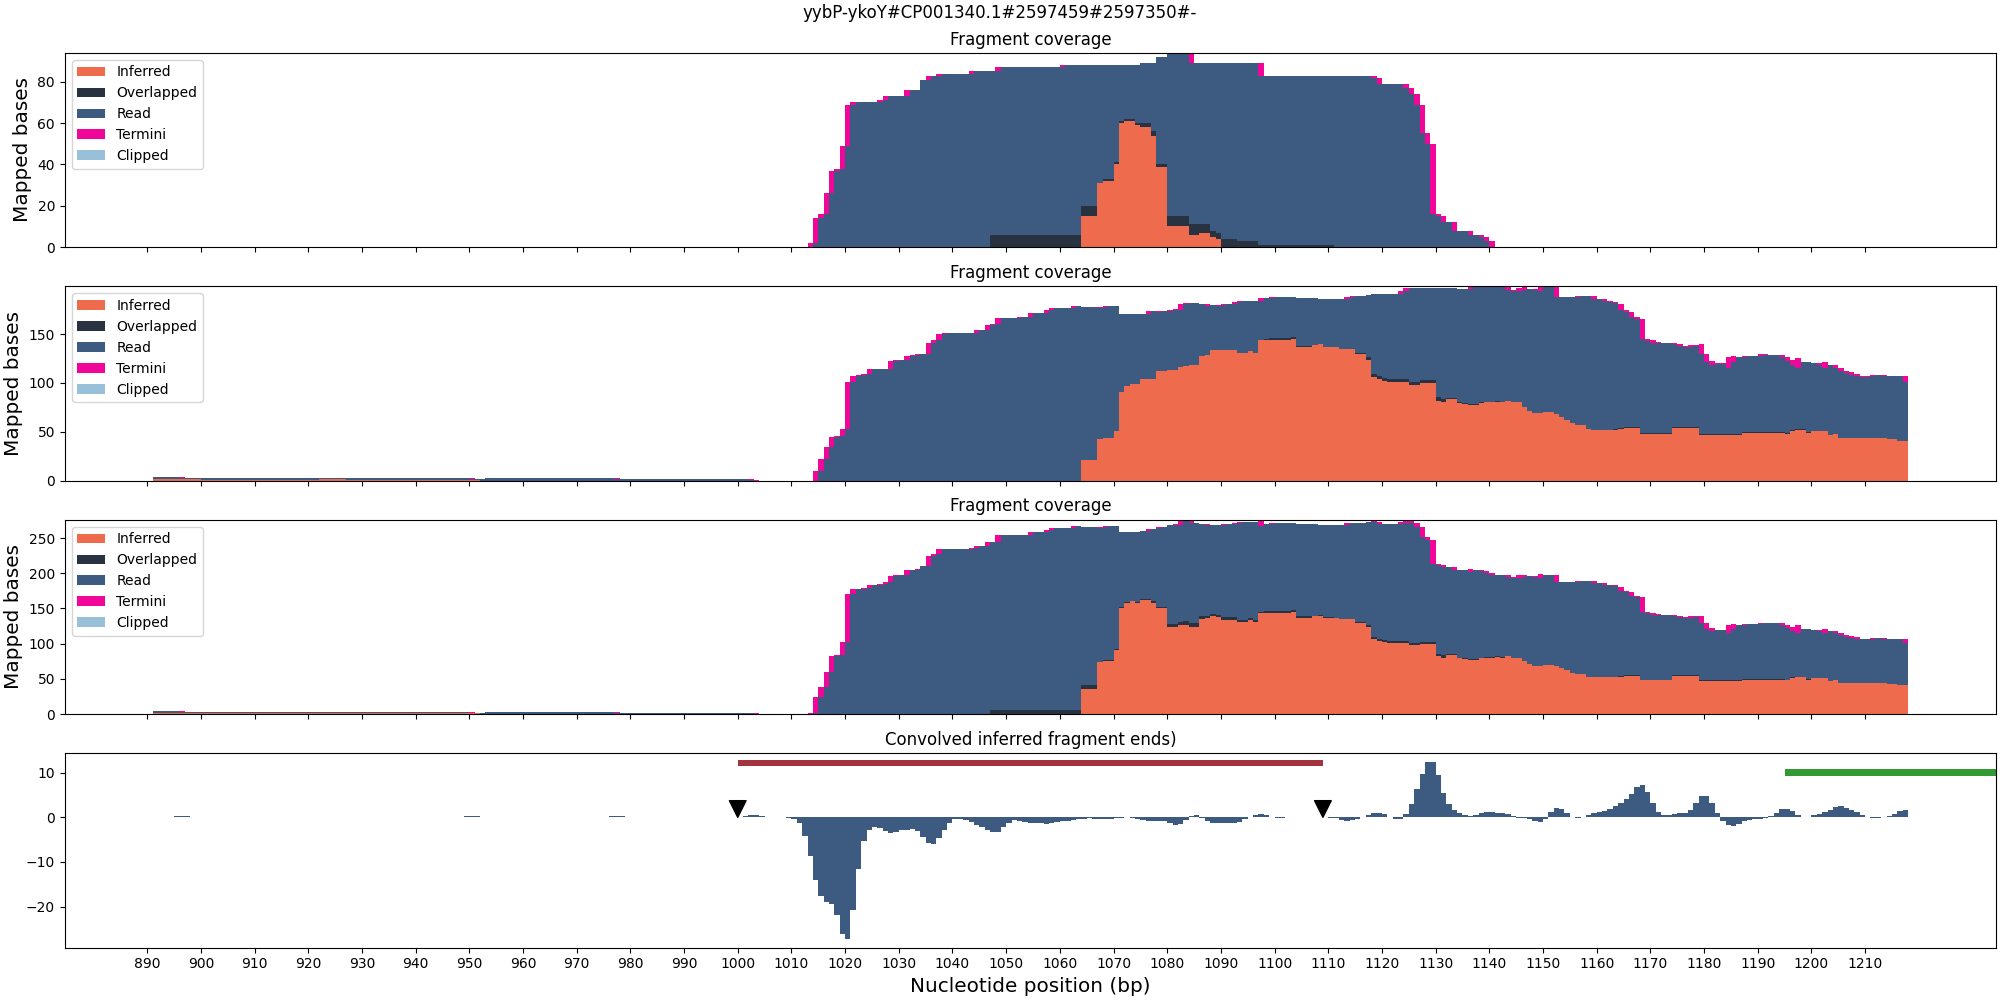 yybP-ykoY#CP001340.1#2597459#2597350#-
Fragment coverage
Mapped bases
80
60
40
20
0
Inferred
Overlapped
Read
Termini
Clipped
Fragment coverage
Mapped bases
150
100
50
0
Inferred
Overlapped
Read
Termini
Clipped
Fragment coverage
Mapped bases
250
200
150
100
50
0
Inferred
Overlapped
Read
Termini
Clipped
Convolved inferred fragment ends)
10
0
−10
−20
890 900 910 920 930 940 950 960 970 980 990 1000 1010 1020 1030 1040 1050 1060 1070 1080 1090 1100 1110 1120 1130 1140 1150 1160 1170 1180 1190 1200 1210
Nucleotide position (bp)